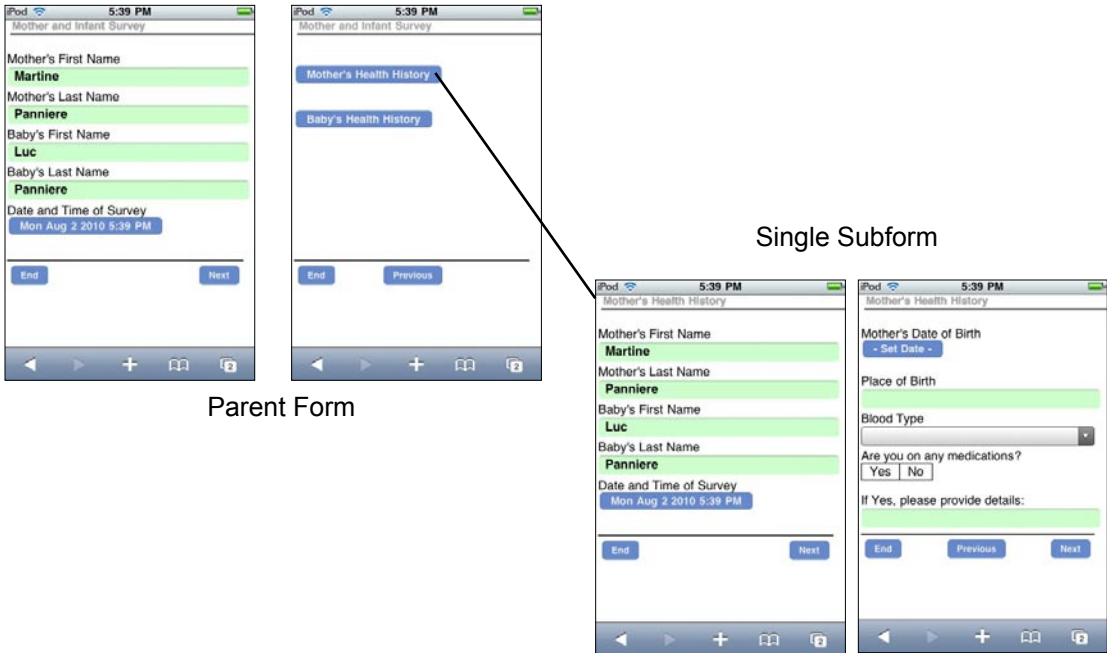 iPod 5:39 PM
Mother and Infant Survey
Mother's First Name
Martine
Mother's Last Name
Panniere
Baby's First Name
Luc
Baby's Last Name
Panniere
Date and Time of Survey
Mon Aug 2 2010 5:39 PM
End Next
2
iPod 5:39 PM
Mother and Infant Survey
Mother's Health History
Baby's Health History
End Previous
2
Parent Form
Single Subform
iPod 5:39 PM
Mother's Health History
Mother's First Name
Martine
Mother's Last Name
Panniere
Baby's First Name
Luc
Baby's Last Name
Panniere
Date and Time of Survey
Mon Aug 2 2010 5:39 PM
End Next
2
iPod 5:39 PM
Mother's Health History
Mother's Date of Birth
- Set Date -
Place of Birth
Blood Type
Are you on any medications?
Yes No
If Yes, please provide details:
End Previous Next
2